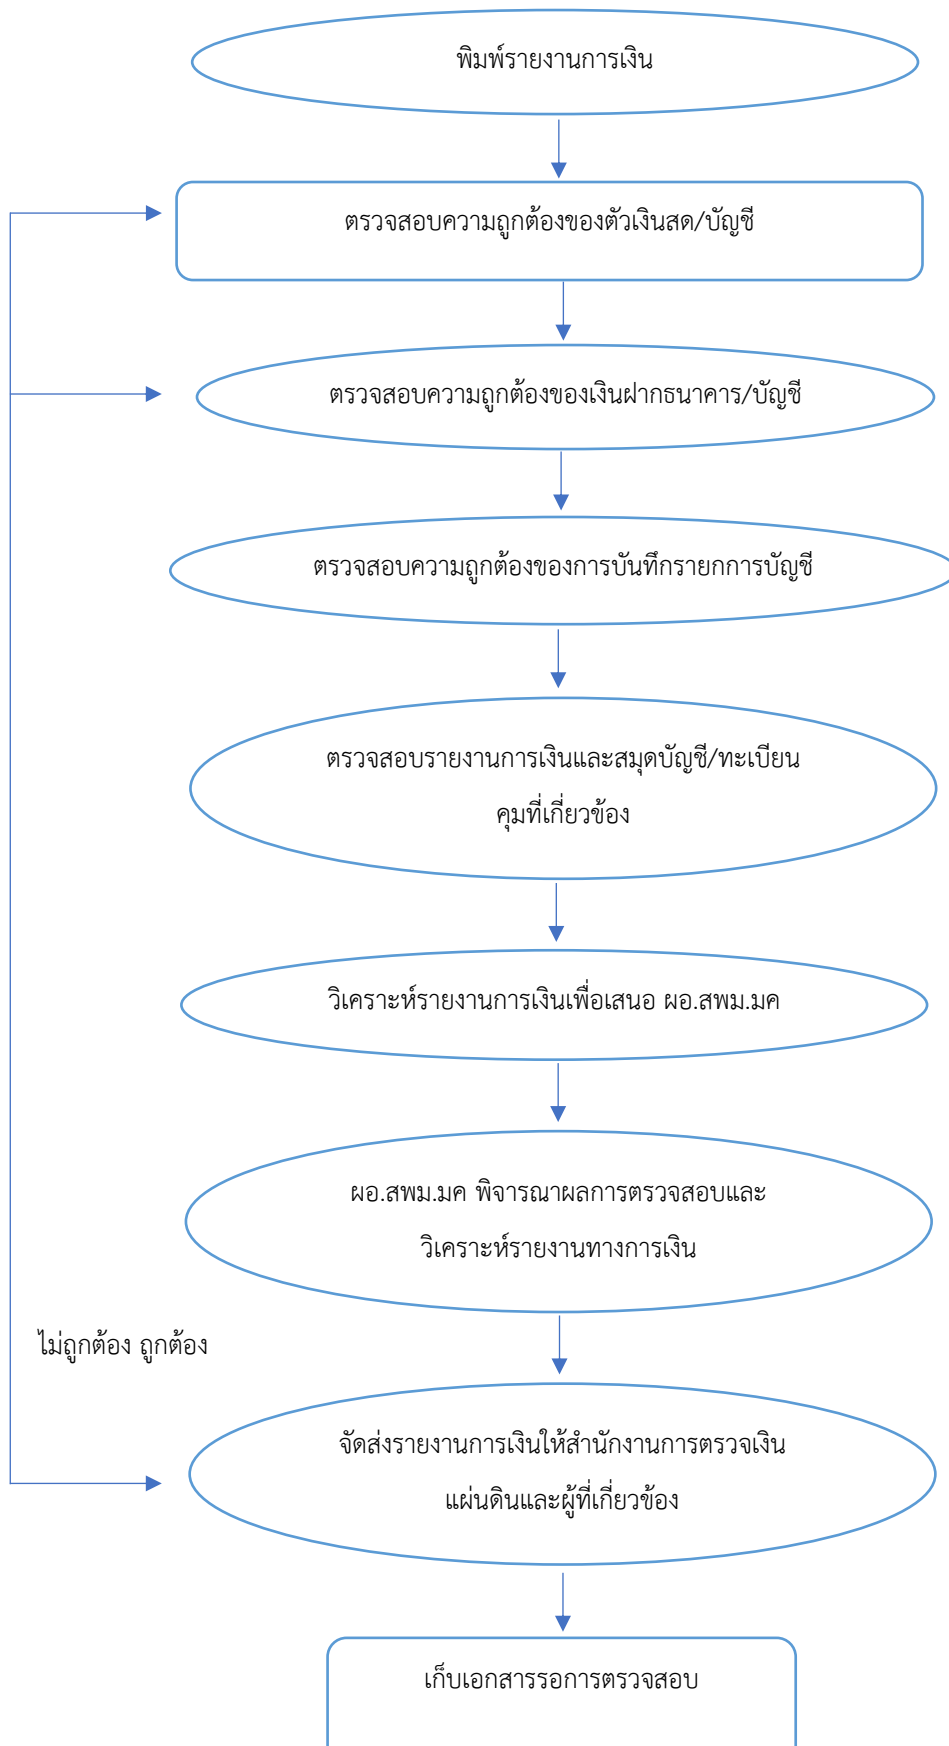 พิมพ์รายงานการเงิน
ตรวจสอบความถูกต้องของตัวเงินสด/บัญชี
ตรวจสอบความถูกต้องของเงินฝากธนาคาร/บัญชี
ตรวจสอบความถูกต้องของการบันทึกรายกการบัญชี
ตรวจสอบรายงานการเงินและสมุดบัญชี/ทะเบียน
คุมที่เกี่ยวข้อง
วิเคราะห์รายงานการเงินเพื่อเสนอ ผอ.สพม.มค
ผอ.สพม.มค พิจารณาผลการตรวจสอบและ
วิเคราะห์รายงานทางการเงิน
ไม่ถูกต้อง ถูกต้อง
จัดส่งรายงานการเงินให้สำนักงานการตรวจเงิน
แผ่นดินและผู้ที่เกี่ยวข้อง
เก็บเอกสารรอการตรวจสอบ